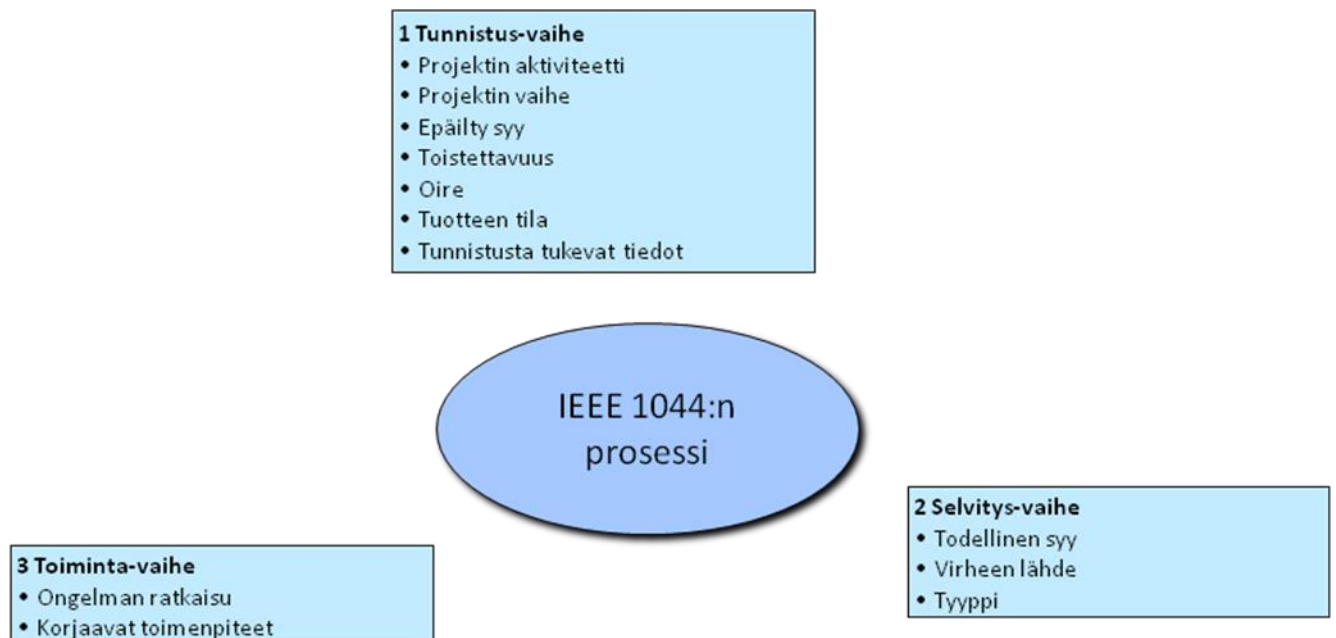 1 Tunnistus-vaihe
• Projektin aktiviteetti
• Projektin vaihe
• Epäilty syy
• Toistettavuus
• Oire
• Tuotteen tila
• Tunnistusta tukevat tiedot
IEEE 1044:n
prosessi
2 Selvitys-vaihe
• Todellinen syy
• Virheen lähde
• Tyyppi
3 Toiminta-vaihe
• Ongelman ratkaisu
• Korjaavat toimenpiteet